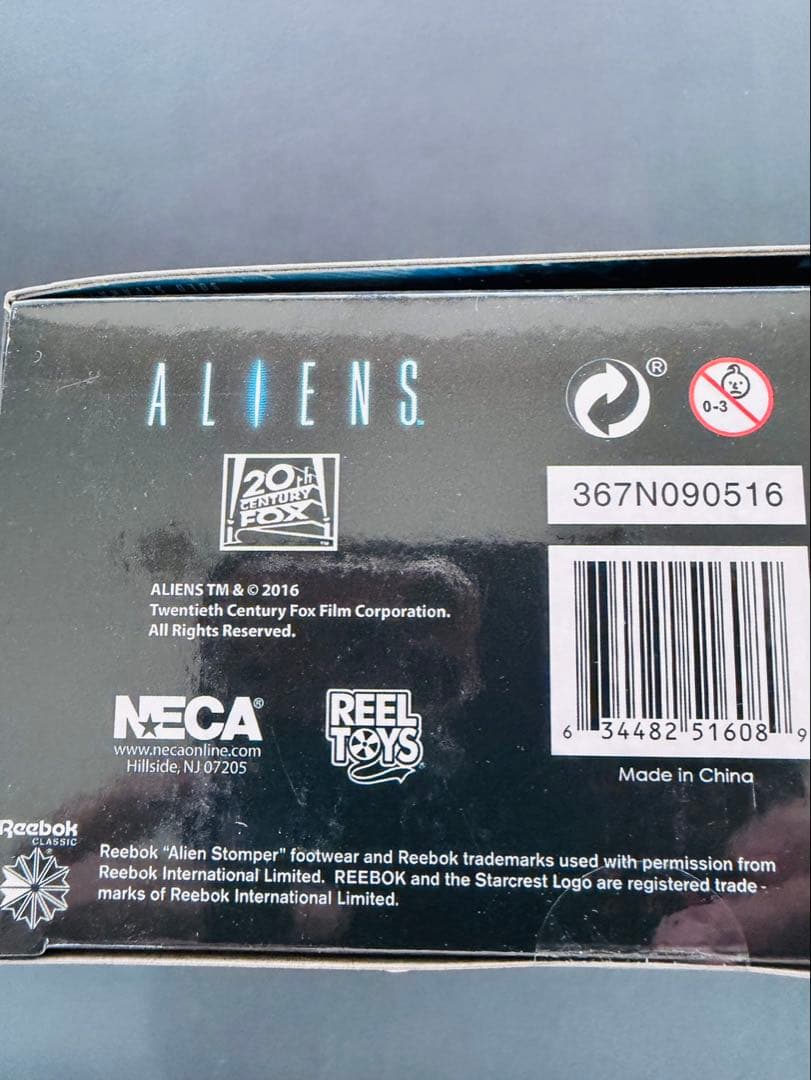 ALIENS™
®
0-3
20th
CENTURY
FOX
367N090516
ALIENS TM & © 2016
Twentieth Century Fox Film Corporation.
All Rights Reserved.
NECA®
www.necaonline.com
Hillside, NJ 07205
REEL
TOYS
6 34482 51608 9
Made in China
Reebok
CLASSIC
Reebok “Alien Stomper” footwear and Reebok trademarks used with permission from
Reebok International Limited. REEBOK and the Starcrest Logo are registered trade -
marks of Reebok International Limited.